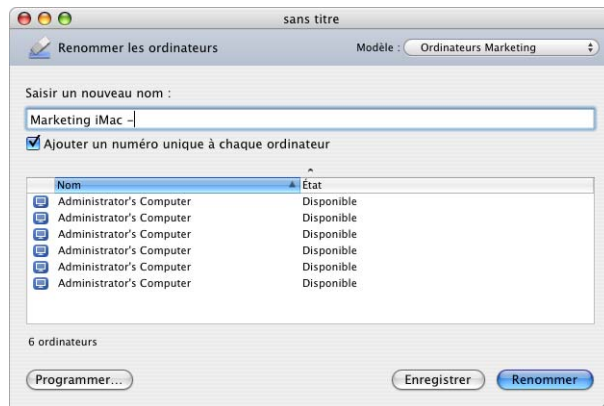 sans titre
Renommer les ordinateurs
Modèle : Ordinateurs Marketing
Saisir un nouveau nom :
Marketing iMac –
Ajouter un numéro unique à chaque ordinateur
Nom État
Administrator's Computer Disponible
Administrator's Computer Disponible
Administrator's Computer Disponible
Administrator's Computer Disponible
Administrator's Computer Disponible
Administrator's Computer Disponible
6 ordinateurs
Programmer... Enregistrer Renommer